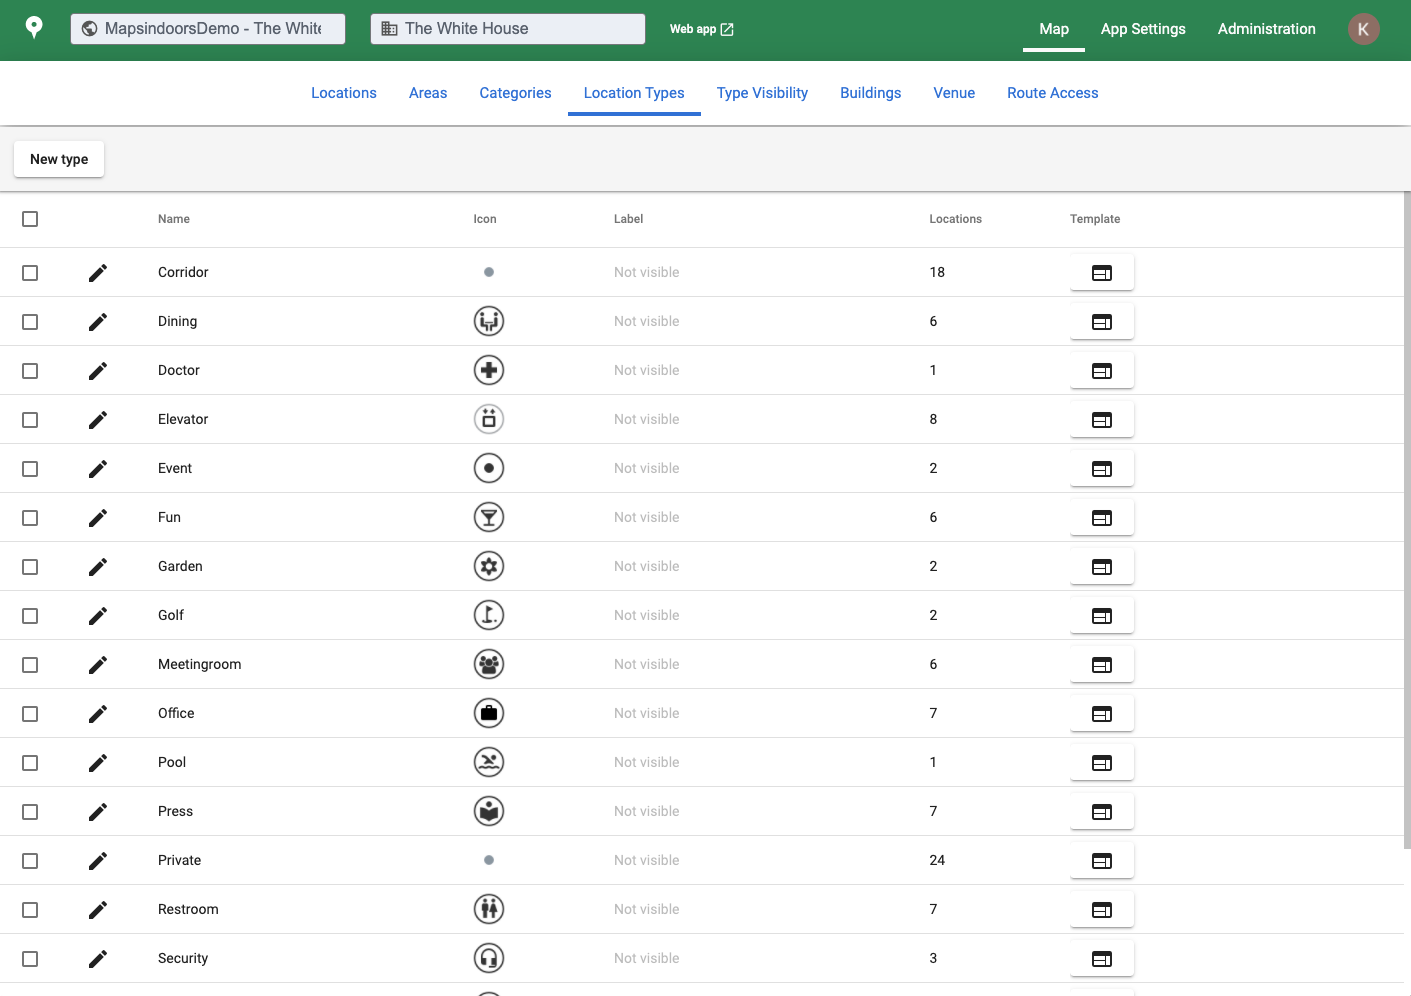 MapsindoorsDemo - The White
The White House
Web app
Map
App Settings
Administration
K
Locations
Areas
Categories
Location Types
Type Visibility
Buildings
Venue
Route Access
New type
Name Icon Label Locations Template
Corridor Not visible 18
Dining Not visible 6
Doctor Not visible 1
Elevator Not visible 8
Event Not visible 2
Fun Not visible 6
Garden Not visible 2
Golf Not visible 2
Meetingroom Not visible 6
Office Not visible 7
Pool Not visible 1
Press Not visible 7
Private Not visible 24
Restroom Not visible 7
Security Not visible 3